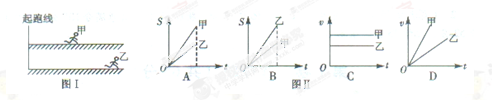 起跑线
甲
乙
图Ⅰ
S 甲 乙 O t A
S 乙 甲 O t B
图Ⅱ
v 甲 乙 O t C
v 甲 乙 O t D